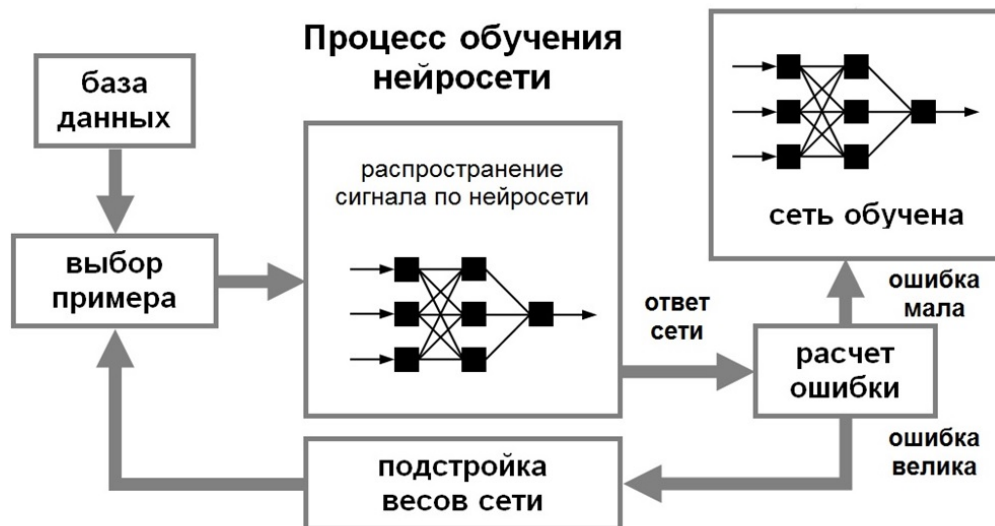 Процесс обучения
нейросети
база
данных
выбор
примера
распространение
сигнала по нейросети
ответ
сети
расчет
ошибки
ошибка
мала
сеть обучена
ошибка
велика
подстройка
весов сети